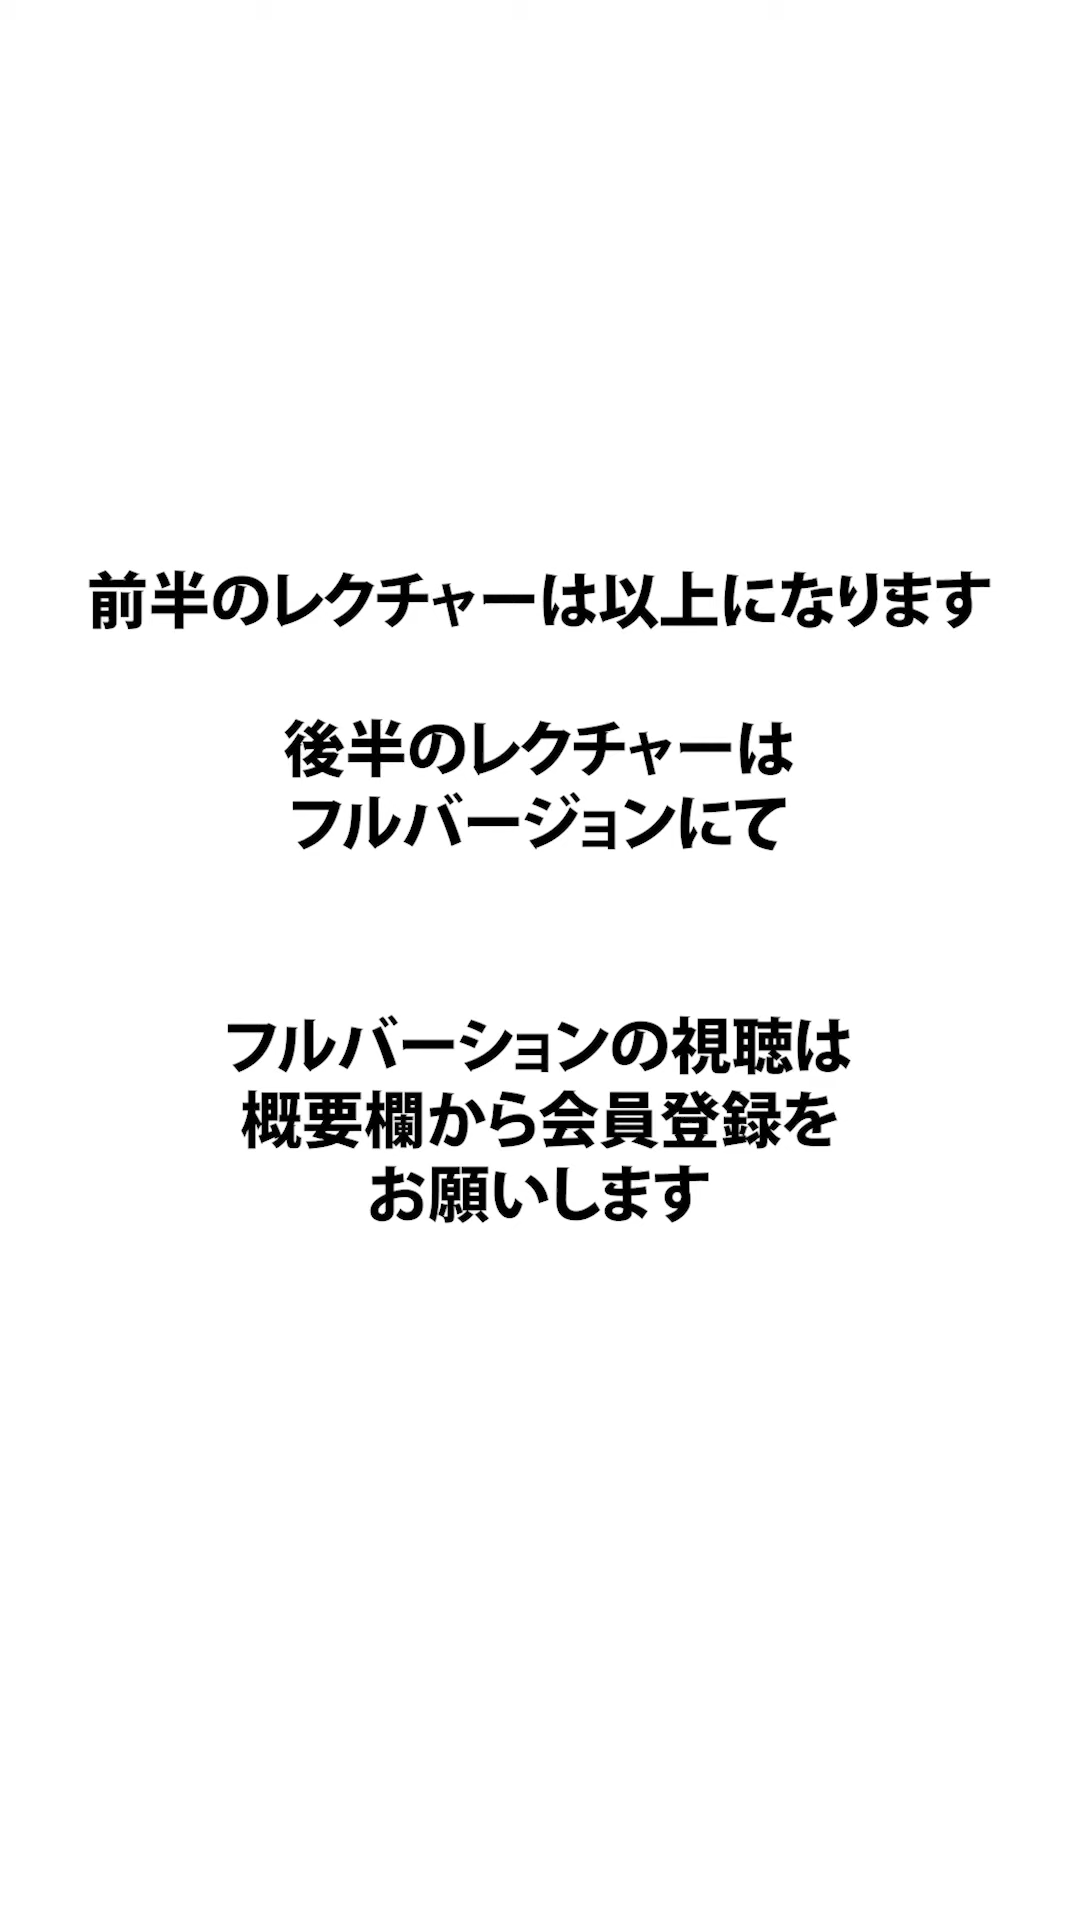 前半のレクチャーは以上になります
後半のレクチャーは
フルバージョンにて
フルバーションの視聴は
概要欄から会員登録を
お願いします